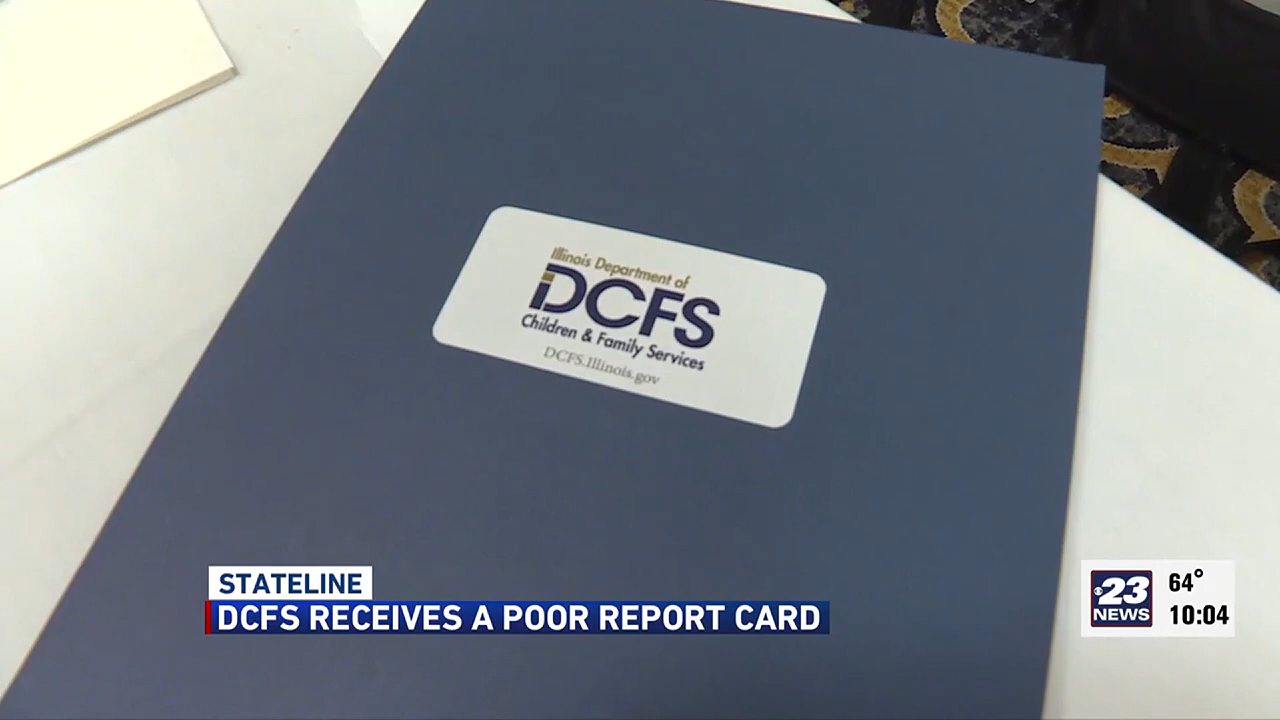 Illinois Department of
DCFS
Children & Family Services
DCFS.Illinois.gov
STATELINE
DCFS RECEIVES A POOR REPORT CARD
23
NEWS
64°
10:04